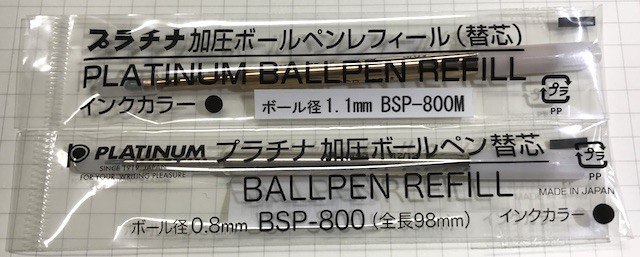 プラチナ加圧ボールペンレフィール(替芯)
PLATINUM BALLPEN REFILL
インクカラー ●
ボール径1.1mm BSP-800M
プラ
PP
PLATINUM プラチナ加圧ボールペン替芯
SINCE 1919, JAPAN
FOR YOUR WRITING PLEASURE
プラ
PP
BALLPEN REFILL
MADE IN JAPAN
ボール径0.8mm BSP-800(全長98mm) インクカラー ●